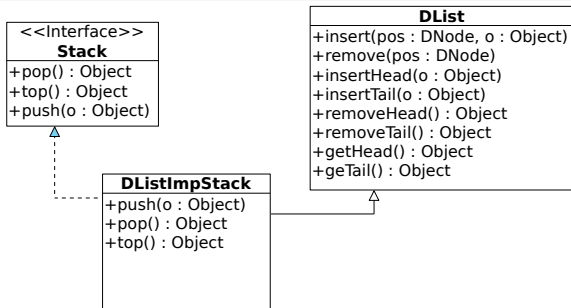 <<Interface>>
Stack
+pop() : Object
+top() : Object
+push(o : Object)
DList
+insert(pos : DNode, o : Object)
+remove(pos : DNode)
+insertHead(o : Object)
+insertTail(o : Object)
+removeHead() : Object
+removeTail() : Object
+getHead() : Object
+geTail() : Object
DListImpStack
+push(o : Object)
+pop() : Object
+top() : Object